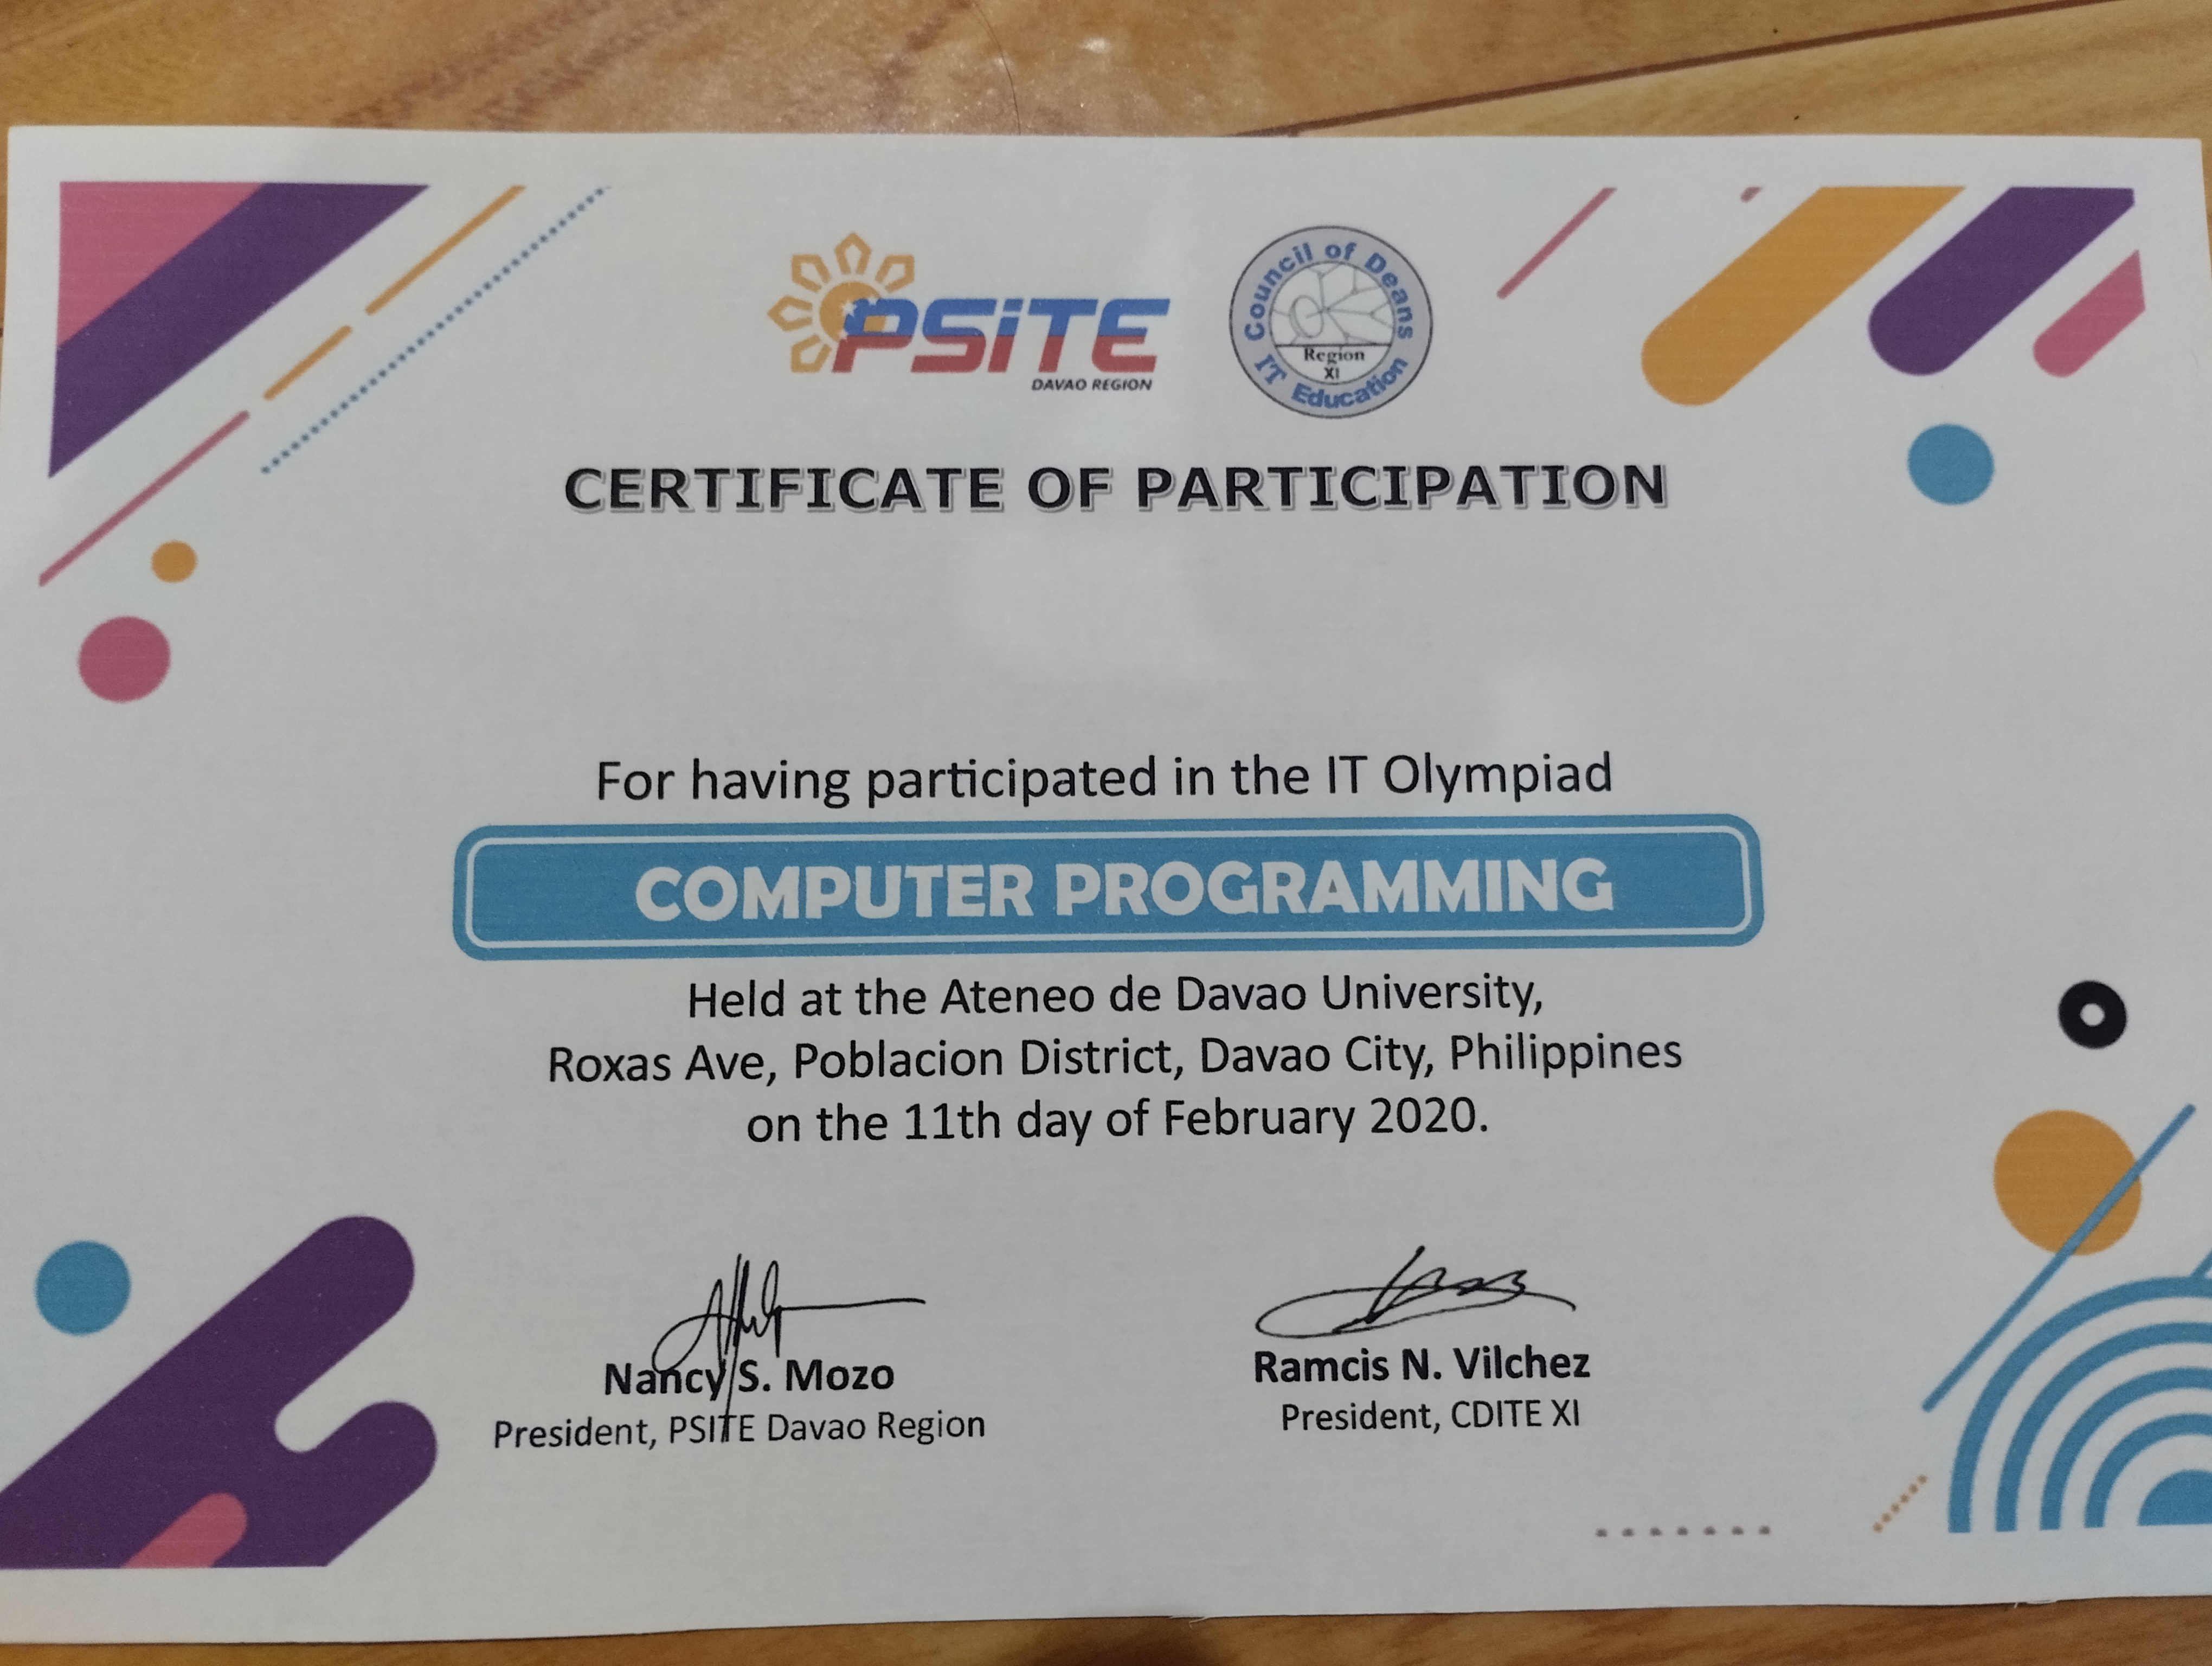 PSiTE
DAVAO REGION
Council of Deans
IT Education
Region
XI
CERTIFICATE OF PARTICIPATION
For having participated in the IT Olympiad
COMPUTER PROGRAMMING
Held at the Ateneo de Davao University,
Roxas Ave, Poblacion District, Davao City, Philippines
on the 11th day of February 2020.
Nancy S. Mozo
President, PSITE Davao Region
Ramcis N. Vilchez
President, CDITE XI